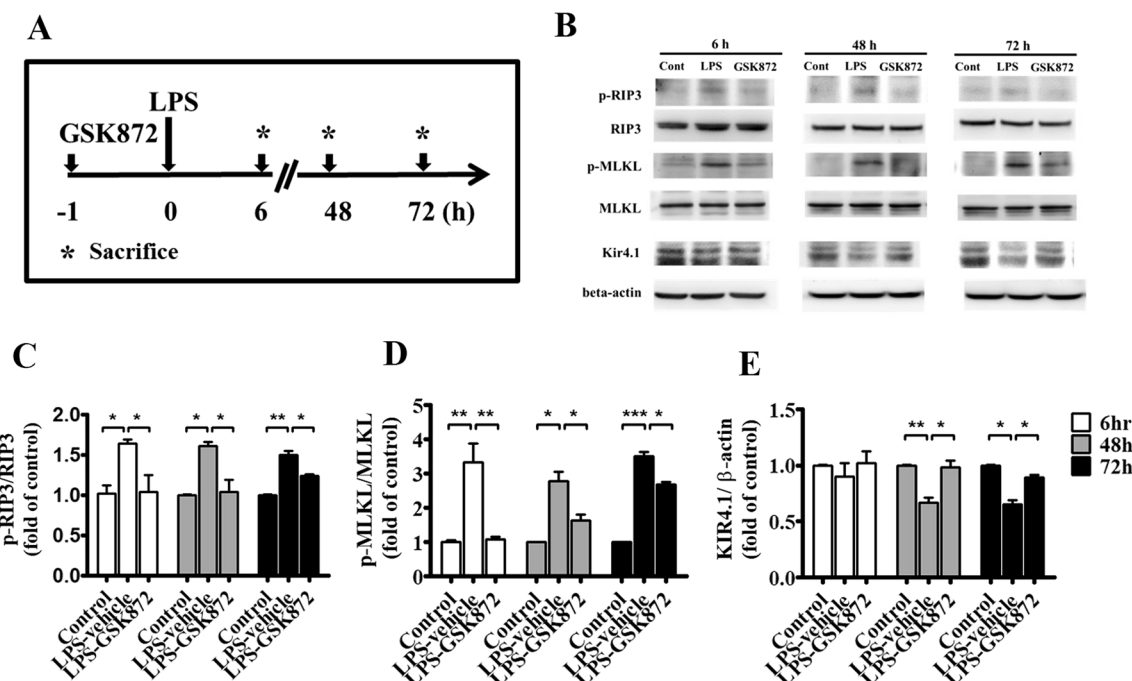 A
LPS
GSK872
* * *
-1 0 6 48 72 (h)
* Sacrifice
B
6 h 48 h 72 h
Cont LPS GSK872 Cont LPS GSK872 Cont LPS GSK872
p-RIP3
RIP3
p-MLKL
MLKL
Kir4.1
beta-actin
C
p-RIP3/RIP3
(fold of control)
2.0
1.5
1.0
0.5
0.0
* * * * ** *
Control LPS-vehicle LPS-GSK872 Control LPS-vehicle LPS-GSK872 Control LPS-vehicle LPS-GSK872
D
p-MLKL/MLKL
(fold of control)
5
4
3
2
1
0
** ** * * *** *
Control LPS-vehicle LPS-GSK872 Control LPS-vehicle LPS-GSK872 Control LPS-vehicle LPS-GSK872
E
KIR4.1/ β-actin
(fold of control)
1.5
1.0
0.5
0.0
** * * *
Control LPS-vehicle LPS-GSK872 Control LPS-vehicle LPS-GSK872 Control LPS-vehicle LPS-GSK872
6hr
48h
72h